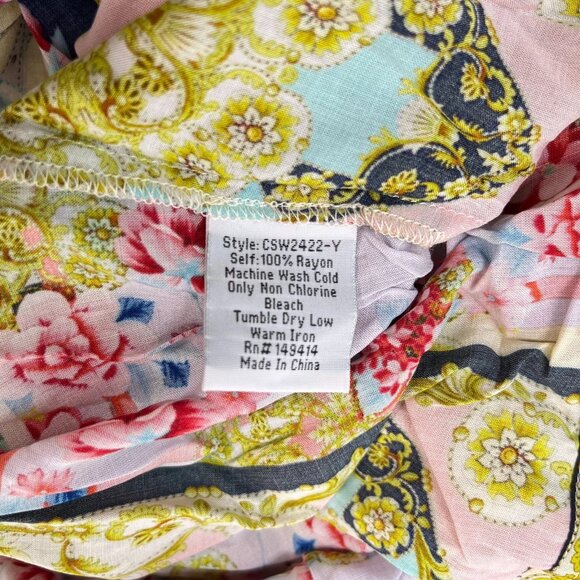 Style: CSW2422-Y
Self:100% Rayon
Machine Wash Cold
Only Non Chlorine
Bleach
Tumble Dry Low
Warm Iron
Rn# 149414
Made In China